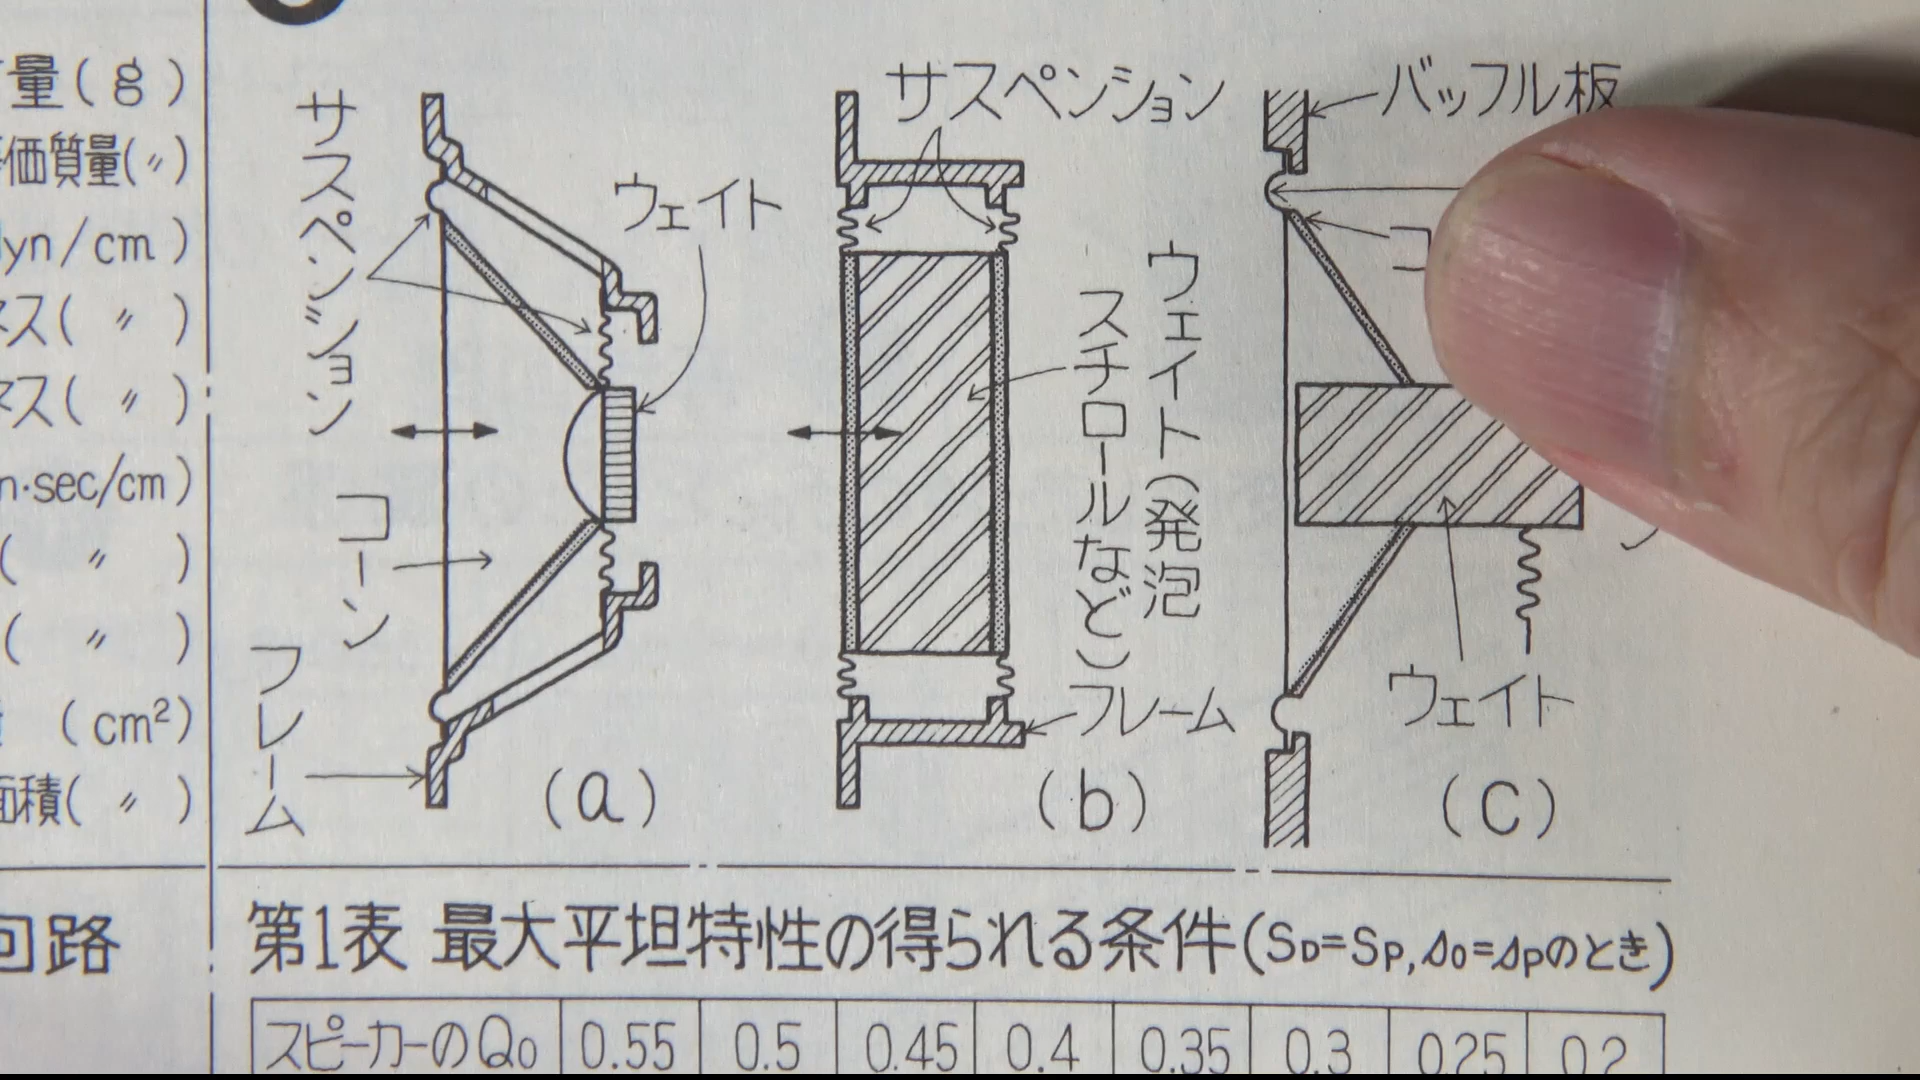 量(g)
価質量(〃)
dyn/cm)
ス(〃)
ス(〃)
n·sec/cm)
(〃)
(〃)
(cm²)
面積(〃)
回路
サスペンション
ウェイト
コーン
フレーム
(a)
サスペンション
ウェイト(発泡
スチロールなど)
フレーム
(b)
バッフル板
コ
ウェイト
(C)
第1表 最大平坦特性の得られる条件(SD=SP, s0=sPのとき)
スピーカーのQ0 0.55 0.5 0.45 0.4 0.35 0.3 0.25 0.2